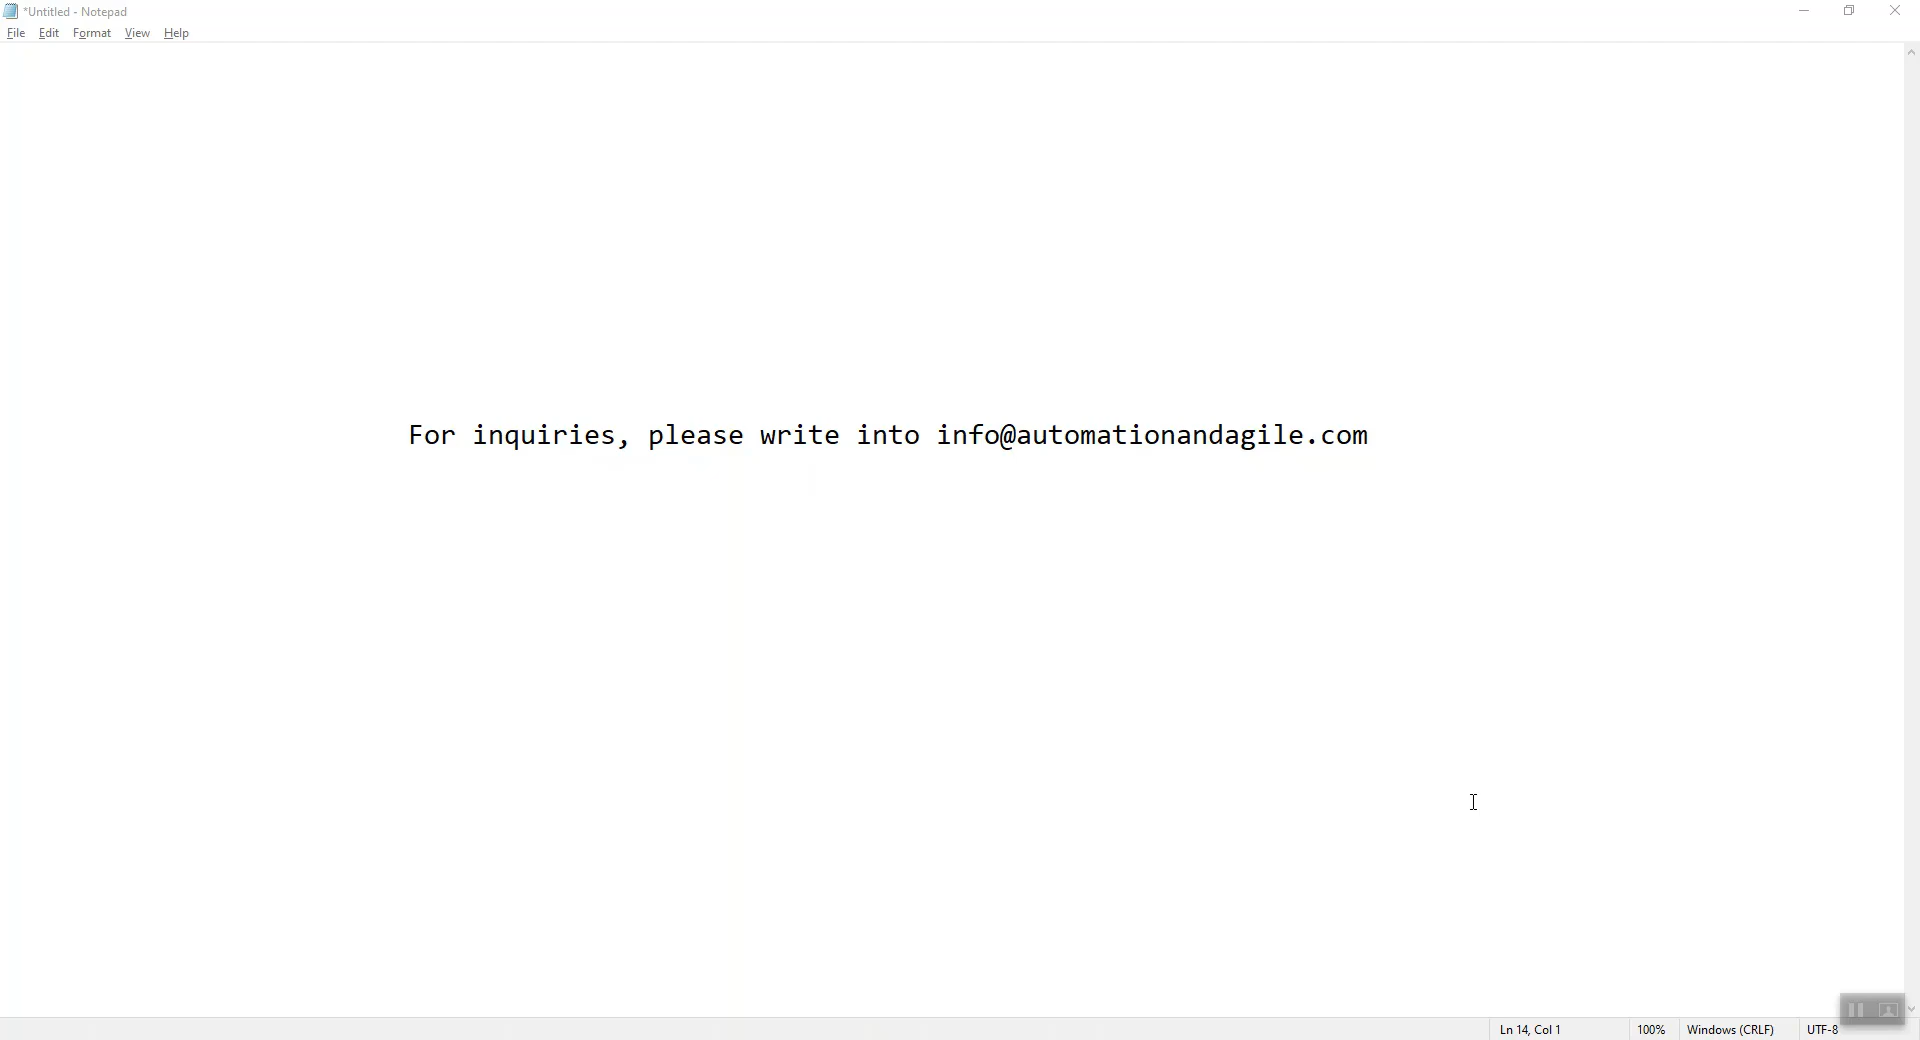 *Untitled - Notepad
File Edit Format View Help
For inquiries, please write into info@automationandagile.com
Ln 14, Col 1 100% Windows (CRLF) UTF-8